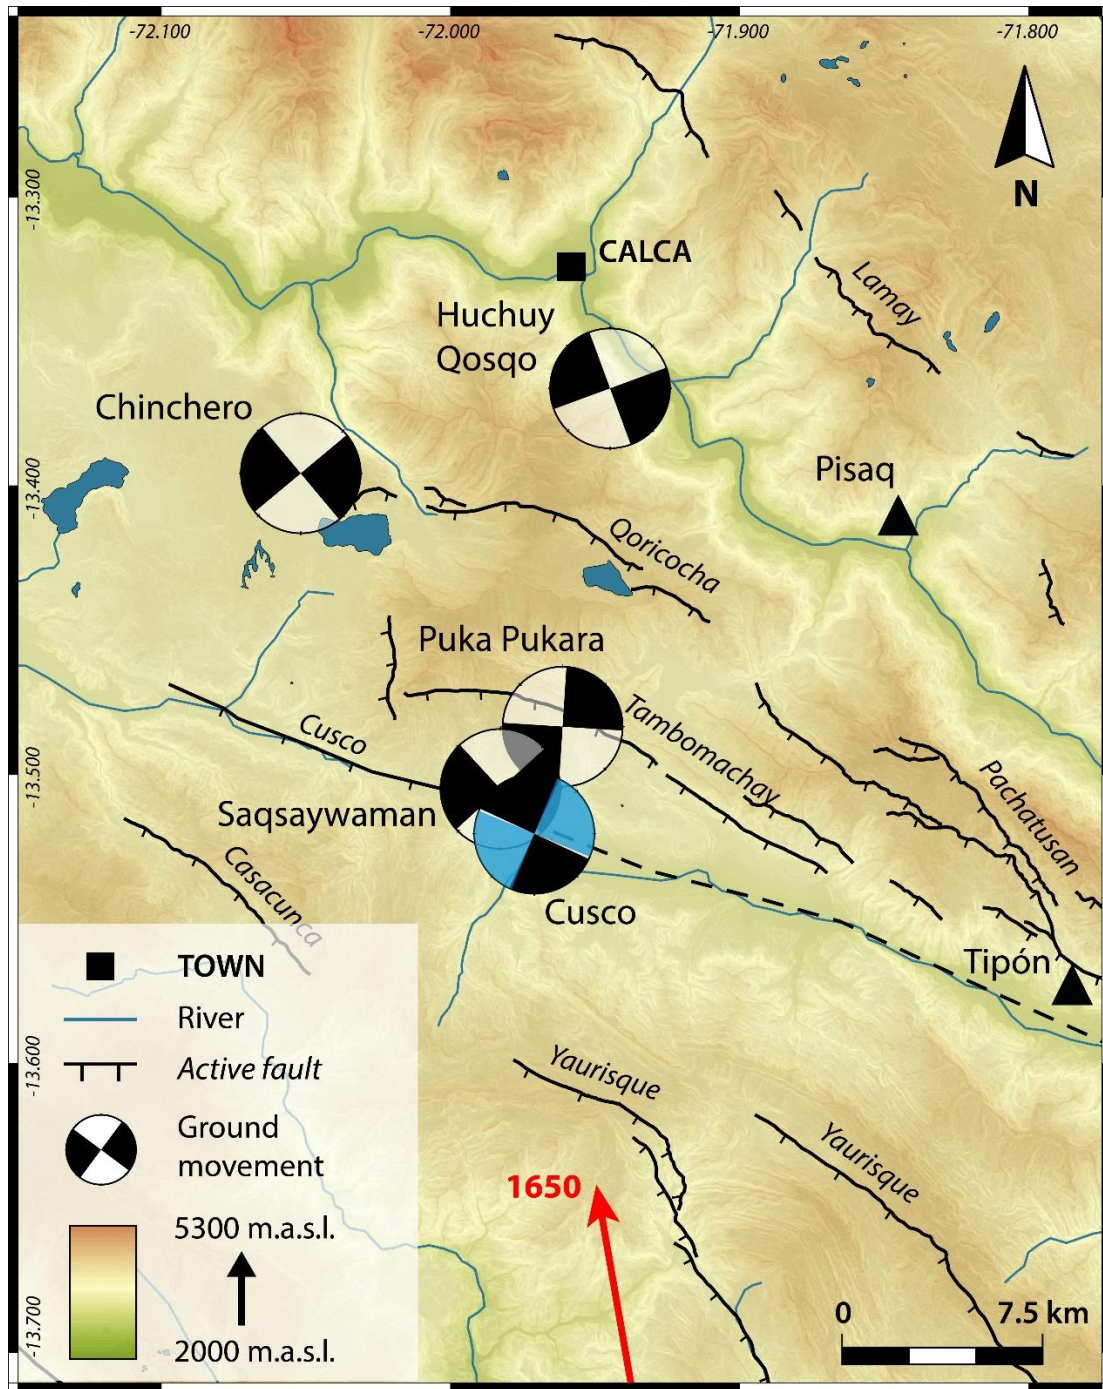 -72.100
-72.000
-71.900
-71.800
-13.300
-13.400
-13.500
-13.600
-13.700
N
CALCA
Lamay
Huchuy
Qosqo
Chinchero
Pisaq
Qoricocha
Puka Pukara
Tambomachay
Cusco
Pachatusan
Saqsaywaman
Casacunca
Cusco
Tipón
TOWN
River
Active fault
Ground
movement
5300 m.a.s.l.
2000 m.a.s.l.
Yaurisque
Yaurisque
1650
0
7.5 km